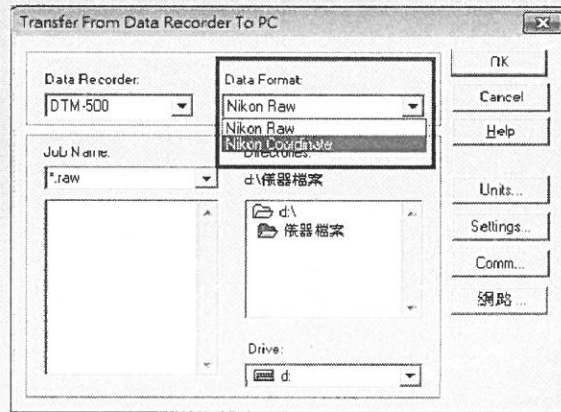 Transfer From Data Recorder To PC
Data Recorder:
DTM-500
Data Format:
Nikon Raw
Nikon Raw
Nikon Coordinate
Job Name:
*.raw
Directories:
d:\儀器檔案
d:\
儀器檔案
Drive:
d:
OK
Cancel
Help
Units...
Settings...
Comm...
網路...